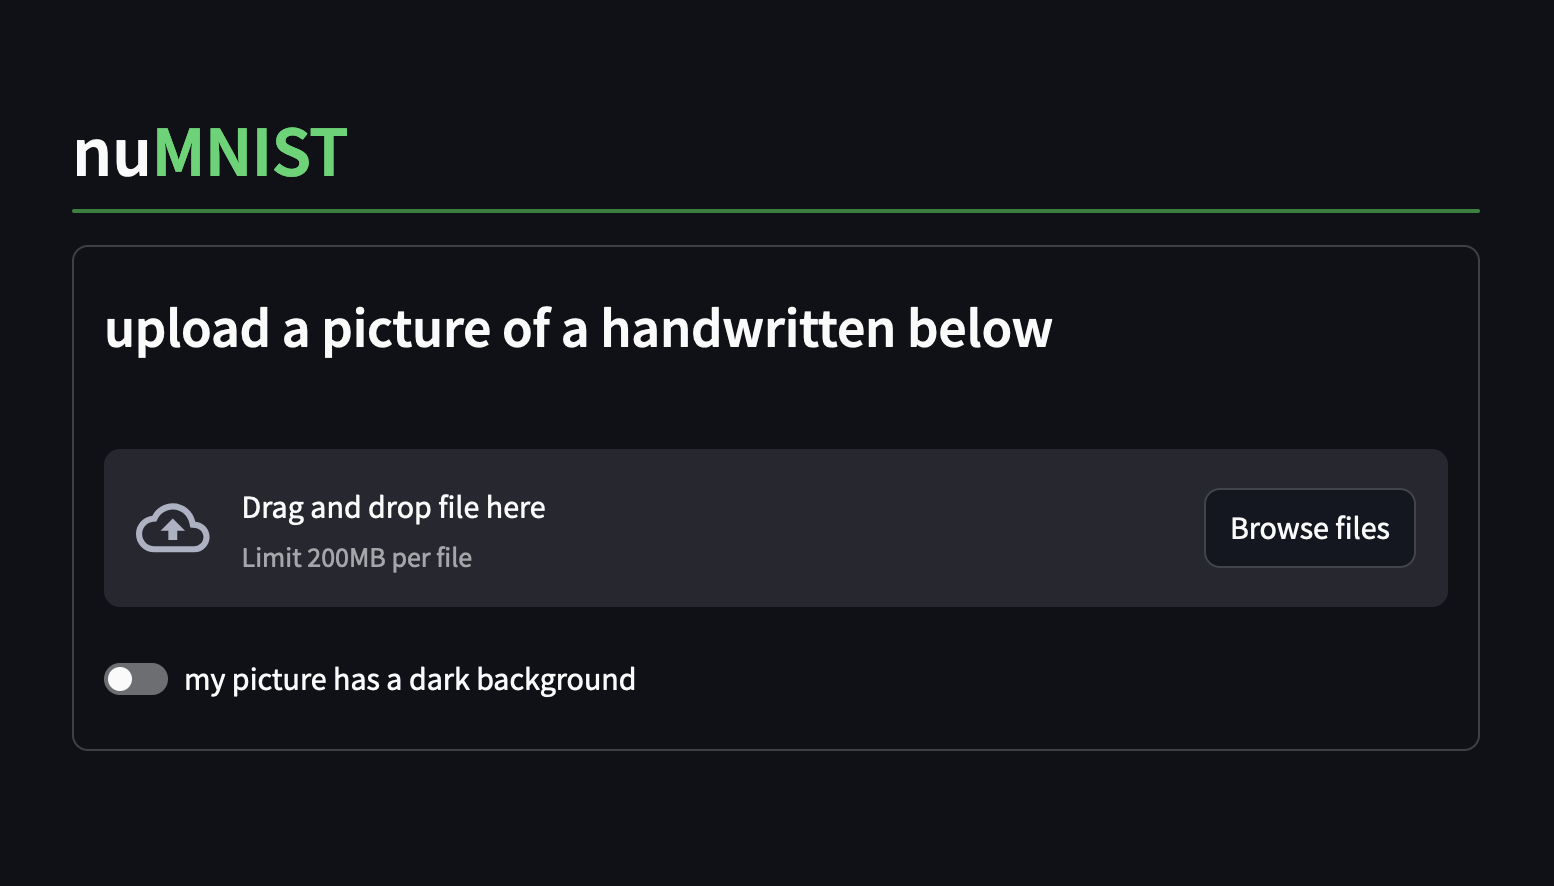 nuMNIST
upload a picture of a handwritten below
Drag and drop file here
Limit 200MB per file
Browse files
my picture has a dark background